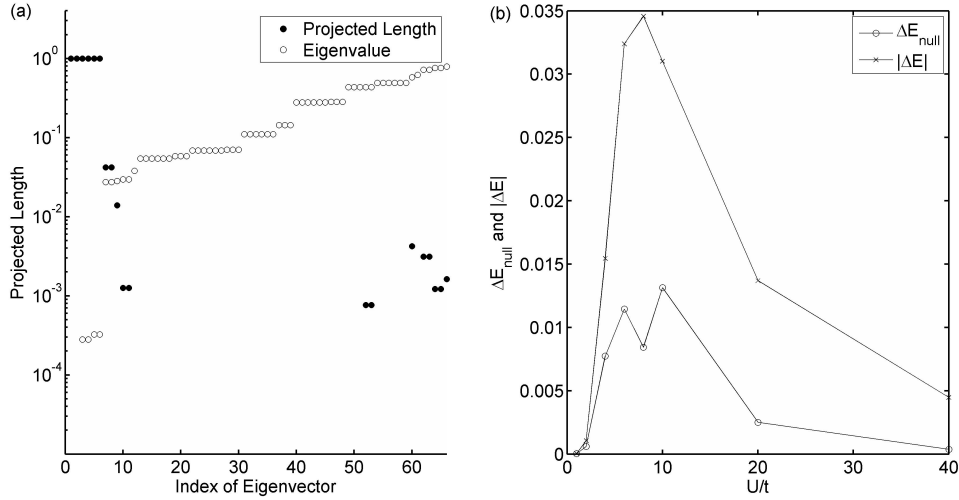 (a)
Projected Length
Eigenvalue
10^0
10^-1
10^-2
10^-3
10^-4
Projected Length
0 10 20 30 40 50 60
Index of Eigenvector
(b)
ΔE_null
|ΔE|
0.035
0.03
0.025
0.02
0.015
0.01
0.005
0
ΔE_null and |ΔE|
0 10 20 30 40
U/t